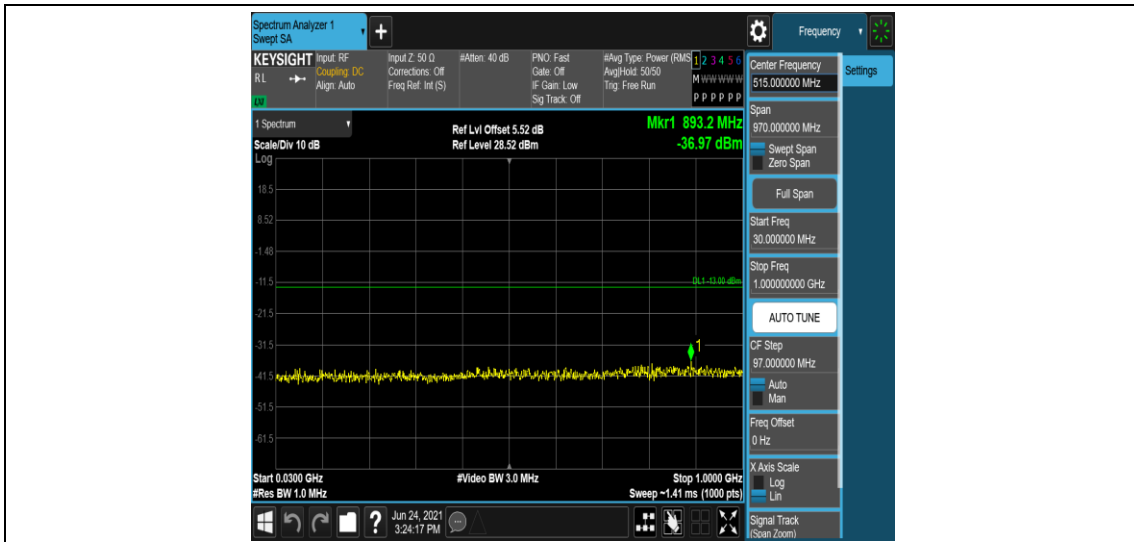 Spectrum Analyzer 1
Swept SA
+
Frequency
KEYSIGHT
RL
LXI
Input: RF
Coupling: DC
Align: Auto
Input Z: 50 Ω
Corrections: Off
Freq Ref: Int (S)
#Atten: 40 dB
PNO: Fast
Gate: Off
IF Gain: Low
Sig Track: Off
#Avg Type: Power (RMS
Avg|Hold: 50/50
Trig: Free Run
1 2 3 4 5 6
M W W W W W
P P P P P P
1 Spectrum
Scale/Div 10 dB
Ref Lvl Offset 5.52 dB
Ref Level 28.52 dBm
Mkr1 893.2 MHz
-36.97 dBm
Log
18.5
8.52
-1.48
-11.5
DL1 -13.00 dBm
-21.5
-31.5
1
-41.5
-51.5
-61.5
Start 0.0300 GHz
#Res BW 1.0 MHz
#Video BW 3.0 MHz
Stop 1.0000 GHz
Sweep ~1.41 ms (1000 pts)
?
Jun 24, 2021
3:24:17 PM
Center Frequency
515.000000 MHz
Settings
Span
970.000000 MHz
Swept Span
Zero Span
Full Span
Start Freq
30.000000 MHz
Stop Freq
1.000000000 GHz
AUTO TUNE
CF Step
97.000000 MHz
Auto
Man
Freq Offset
0 Hz
X Axis Scale
Log
Lin
Signal Track
(Span Zoom)